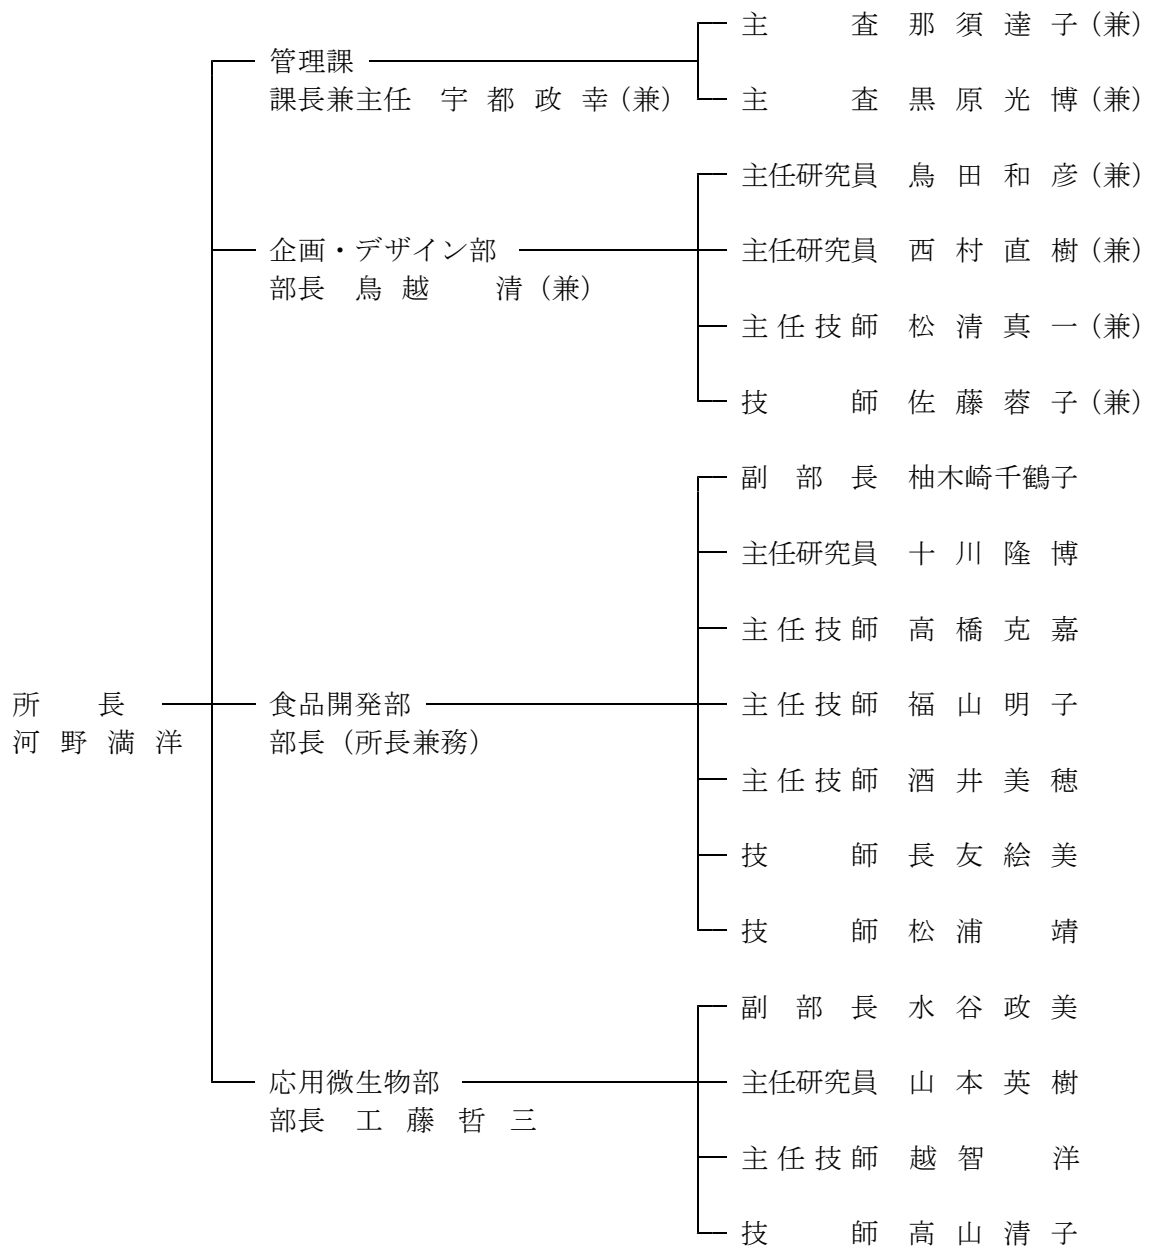 所長
河野満洋
管理課
課長兼主任 宇都政幸(兼)
主査 那須達子(兼)
主査 黒原光博(兼)
企画・デザイン部
部長 鳥越 清(兼)
主任研究員 鳥田和彦(兼)
主任研究員 西村直樹(兼)
主任技師 松清真一(兼)
技師 佐藤蓉子(兼)
食品開発部
部長(所長兼務)
副部長 柚木崎千鶴子
主任研究員 十川隆博
主任技師 高橋克嘉
主任技師 福山明子
主任技師 酒井美穂
技師 長友絵美
技師 松浦 靖
応用微生物部
部長 工藤哲三
副部長 水谷政美
主任研究員 山本英樹
主任技師 越智 洋
技師 高山清子